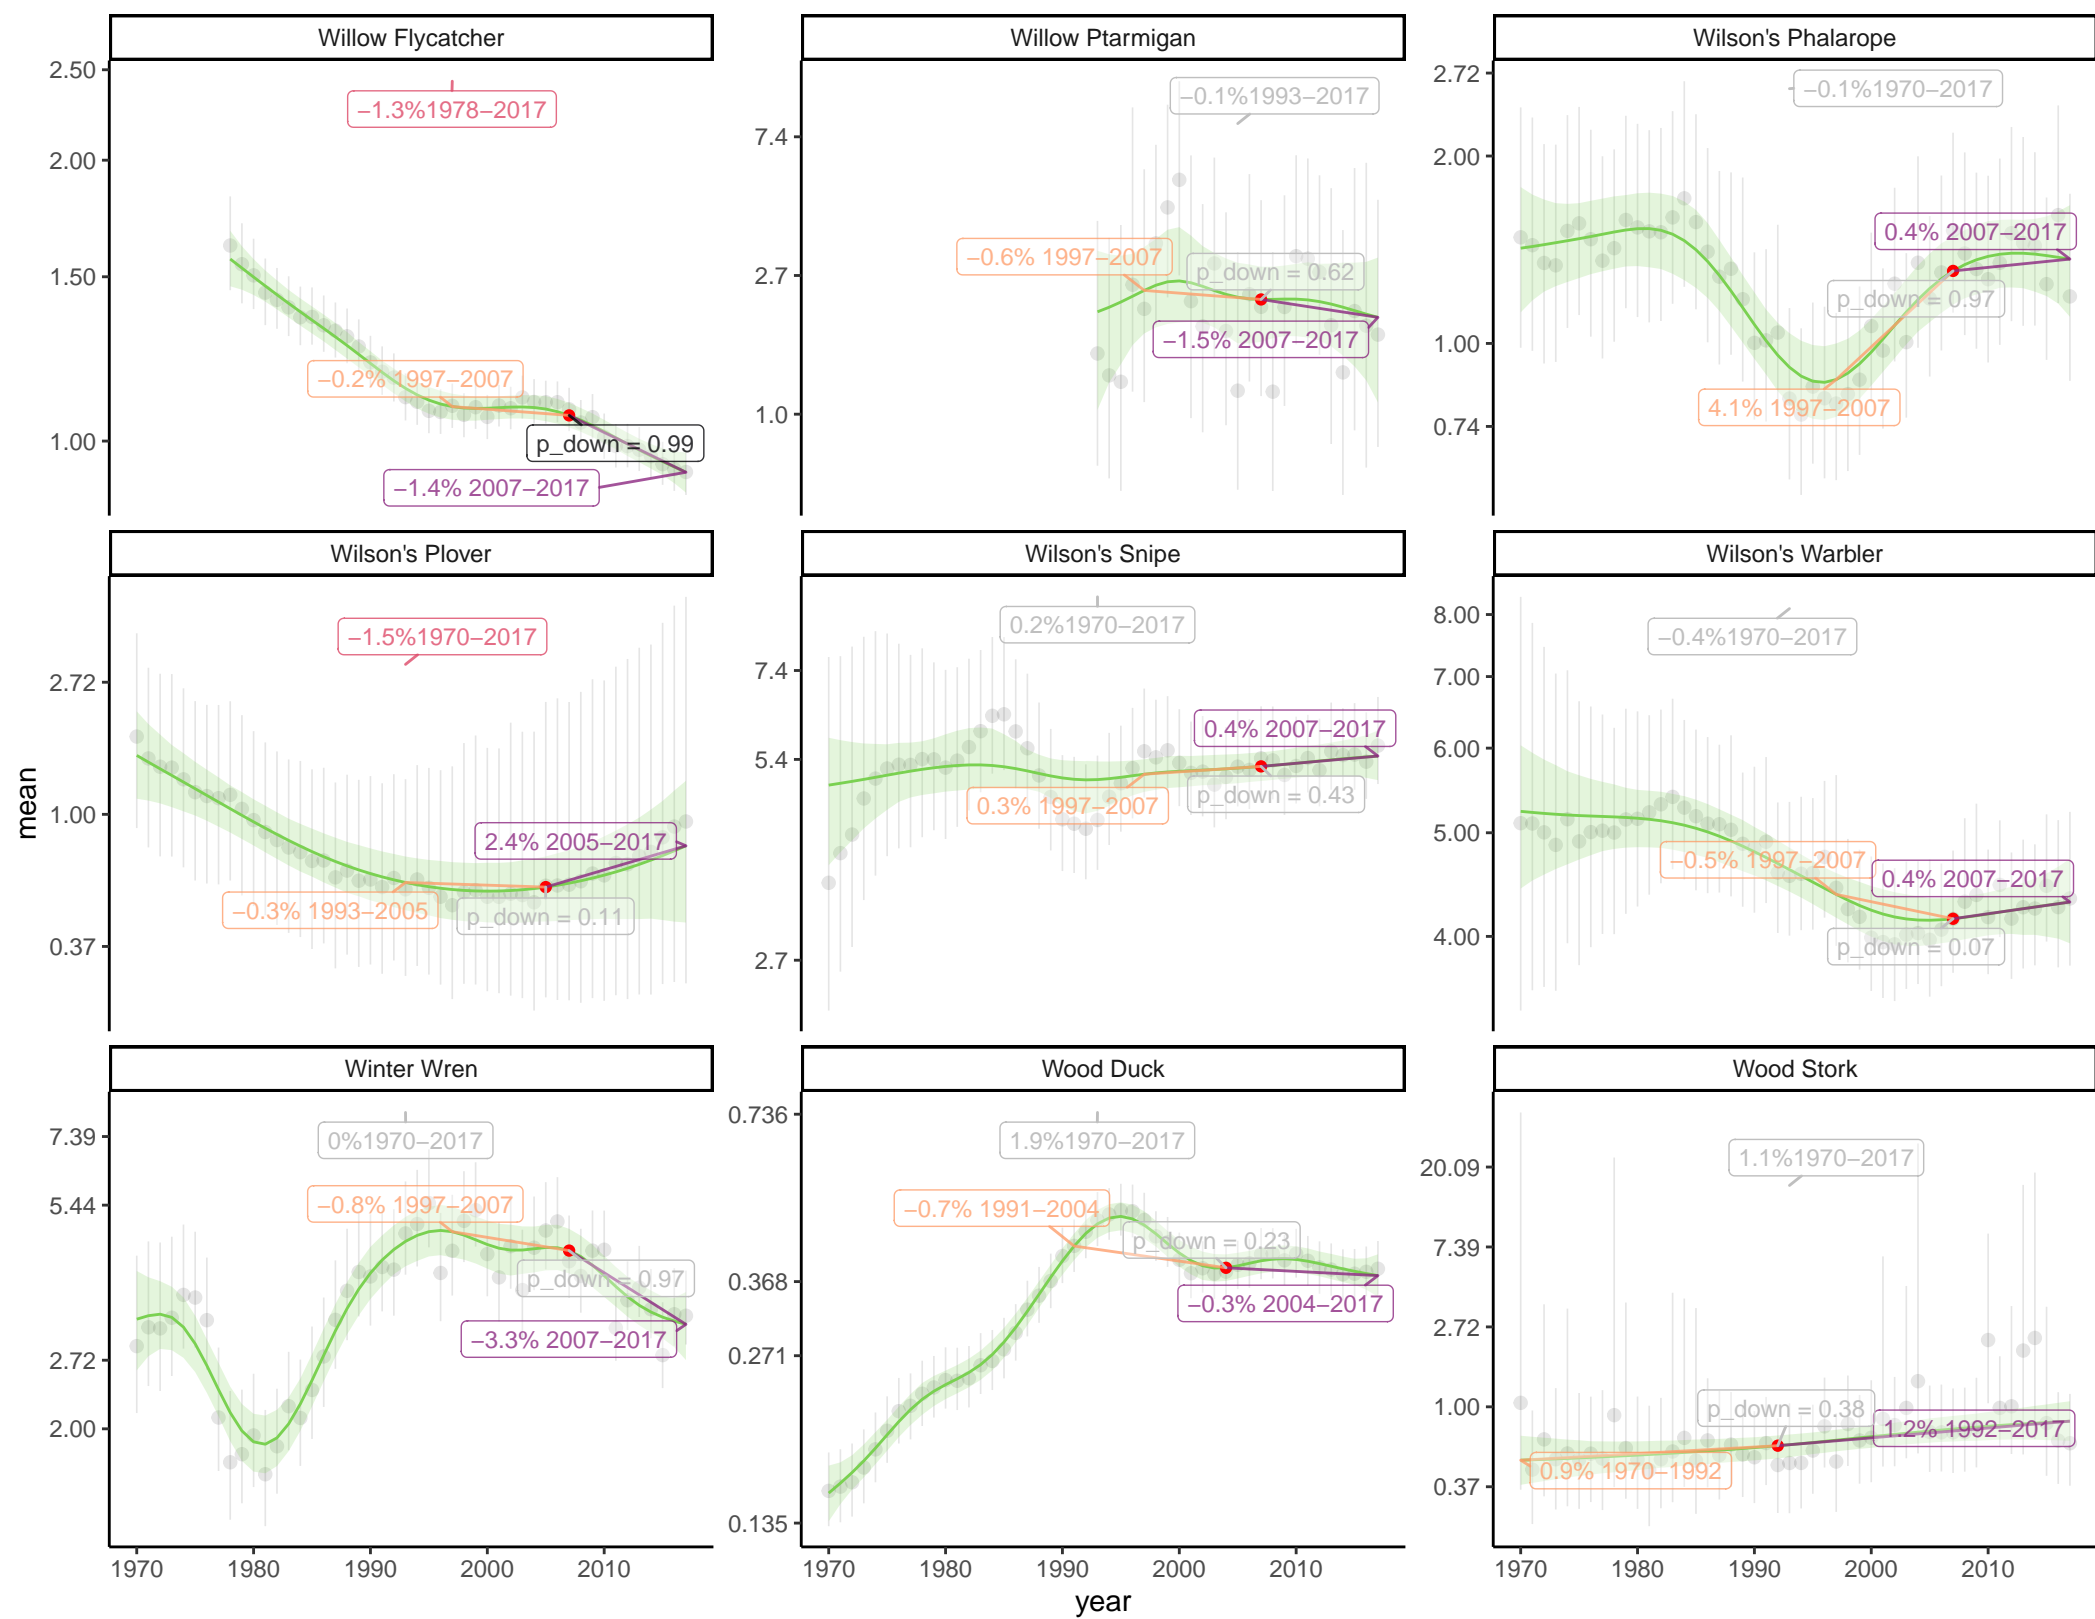 Willow Flycatcher
Willow Ptarmigan
Wilson's Phalarope
2.50
2.00
1.50
1.00
−1.3%1978−2017
−0.2% 1997−2007
p_down = 0.99
−1.4% 2007−2017
7.4
2.7
1.0
−0.1%1993−2017
−0.6% 1997−2007
p_down = 0.62
−1.5% 2007−2017
2.72
2.00
1.00
0.74
−0.1%1970−2017
0.4% 2007−2017
p_down = 0.97
4.1% 1997−2007
Wilson's Plover
Wilson's Snipe
Wilson's Warbler
2.72
1.00
0.37
−1.5%1970−2017
2.4% 2005−2017
−0.3% 1993−2005
p_down = 0.11
7.4
5.4
2.7
0.2%1970−2017
0.4% 2007−2017
0.3% 1997−2007
p_down = 0.43
8.00
7.00
6.00
5.00
4.00
−0.4%1970−2017
−0.5% 1997−2007
0.4% 2007−2017
p_down = 0.07
mean
Winter Wren
Wood Duck
Wood Stork
7.39
5.44
2.72
2.00
0%1970−2017
−0.8% 1997−2007
p_down = 0.97
−3.3% 2007−2017
0.736
0.368
0.271
0.135
1.9%1970−2017
−0.7% 1991−2004
p_down = 0.23
−0.3% 2004−2017
20.09
7.39
2.72
1.00
0.37
1.1%1970−2017
p_down = 0.38
1.2% 1992−2017
0.9% 1970−1992
1970 1980 1990 2000 2010
1970 1980 1990 2000 2010
1970 1980 1990 2000 2010
year